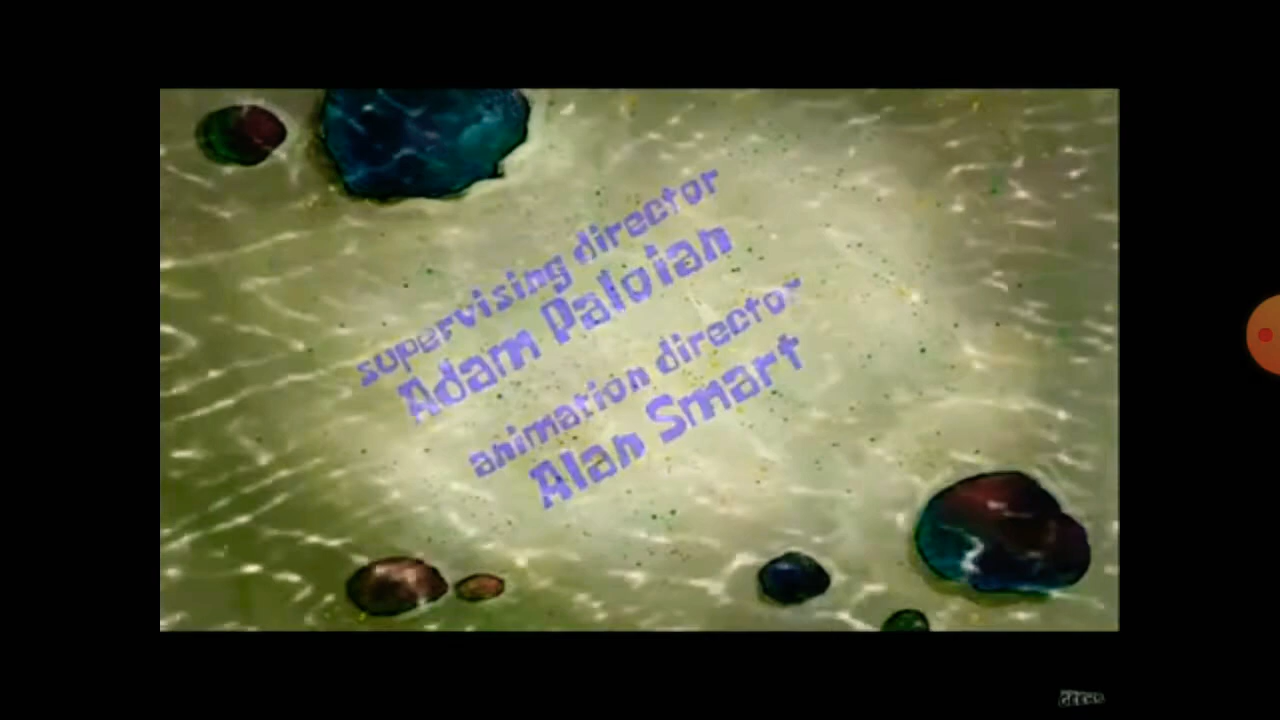 supervising director
Adam Paloian
animation director
Alan Smart